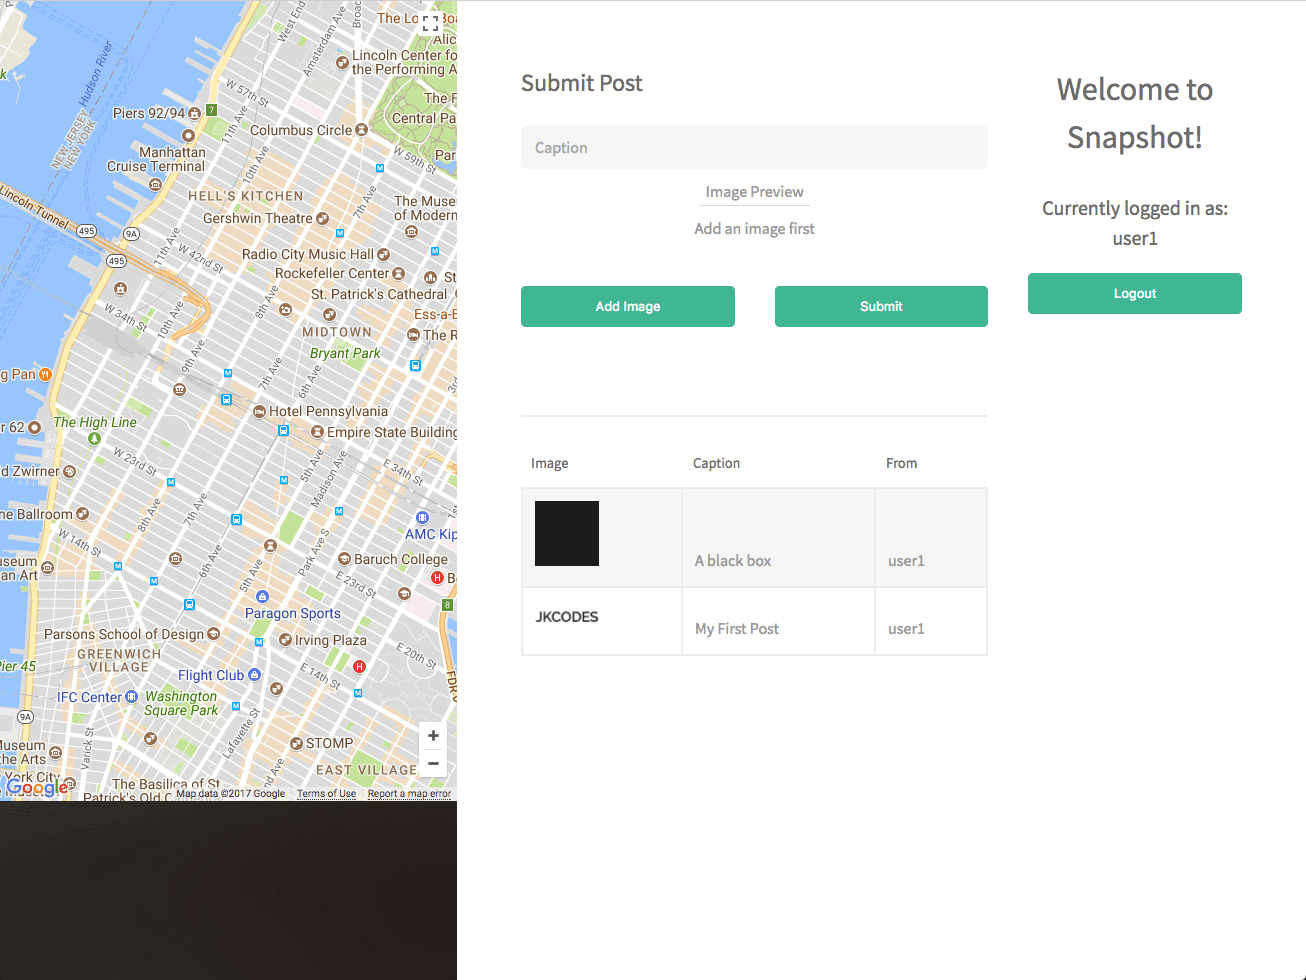 The Lo
Boa
West End
Amsterdam Ave
Broad
Alic
Lincoln Center fo
the Performing A
Hudson River
W 57th St
11th Ave
The F
Central Pa
Piers 92/94
7
Columbus Circle
NEW JERSEY
NEW YORK
Manhattan
Cruise Terminal
10th Ave
W 59th St
Par
HELL'S KITCHEN
Lincoln Tunnel
The Museu
of Modern
Gershwin Theatre
7th Ave
495
9A
11th Ave
W 42nd St
Radio City Music Hall
495
Rockefeller Center
St
St. Patrick's Cathedral
8th Ave
Ess-a-B
W 34th St
10th Ave
MIDTOWN
The R
Bryant Park
9th Ave
7th Ave
6th Ave
g Pan
Hotel Pennsylvania
The High Line
r 62
Empire State Building
W 23rd St
5th Ave
Madison Ave
E 34th St
d Zwirner
8th Ave
7th Ave
ne Ballroom
AMC Kip
W 14th St
Park Ave S
useum
an Art
6th Ave
5th Ave
Baruch College
E 23rd St
Paragon Sports
8
Parsons School of Design
Irving Plaza
GREENWICH
VILLAGE
E 20th St
Pier 45
Flight Club
E 14th St
FDR D
IFC Center
Washington
Square Park
9A
Varick St
Lafayette St
STOMP
Museum
the Arts
EAST VILLAGE
York City
The Basilica of St.
Patrick's Old Cathedral
Google
Map data ©2017 Google
Terms of Use
Report a map error
+
−
Submit Post
Caption
Image Preview
Add an image first
Add Image
Submit
Image
Caption
From
A black box
user1
JKCODES
My First Post
user1
Welcome to
Snapshot!
Currently logged in as:
user1
Logout